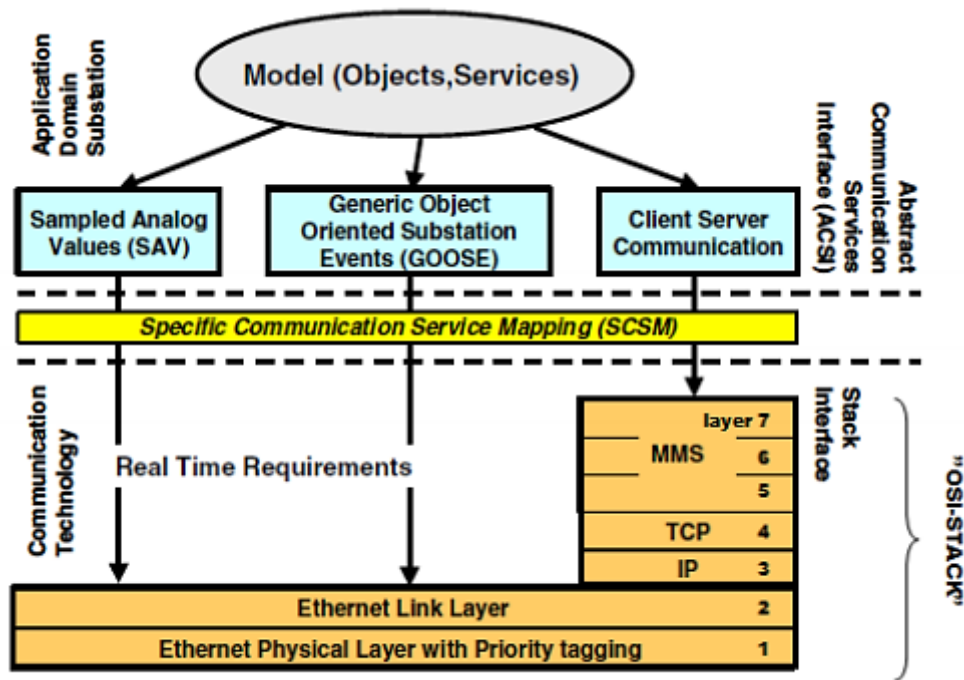 Model (Objects,Services)
Application
Domain
Substation
Abstract
Communication
Services
Interface (ACSI)
Sampled Analog
Values (SAV)
Generic Object
Oriented Substation
Events (GOOSE)
Client Server
Communication
Specific Communication Service Mapping (SCSM)
Communication
Technology
Real Time Requirements
Stack
Interface
layer 7
MMS 6
5
TCP 4
IP 3
Ethernet Link Layer 2
Ethernet Physical Layer with Priority tagging 1
"OSI-STACK"